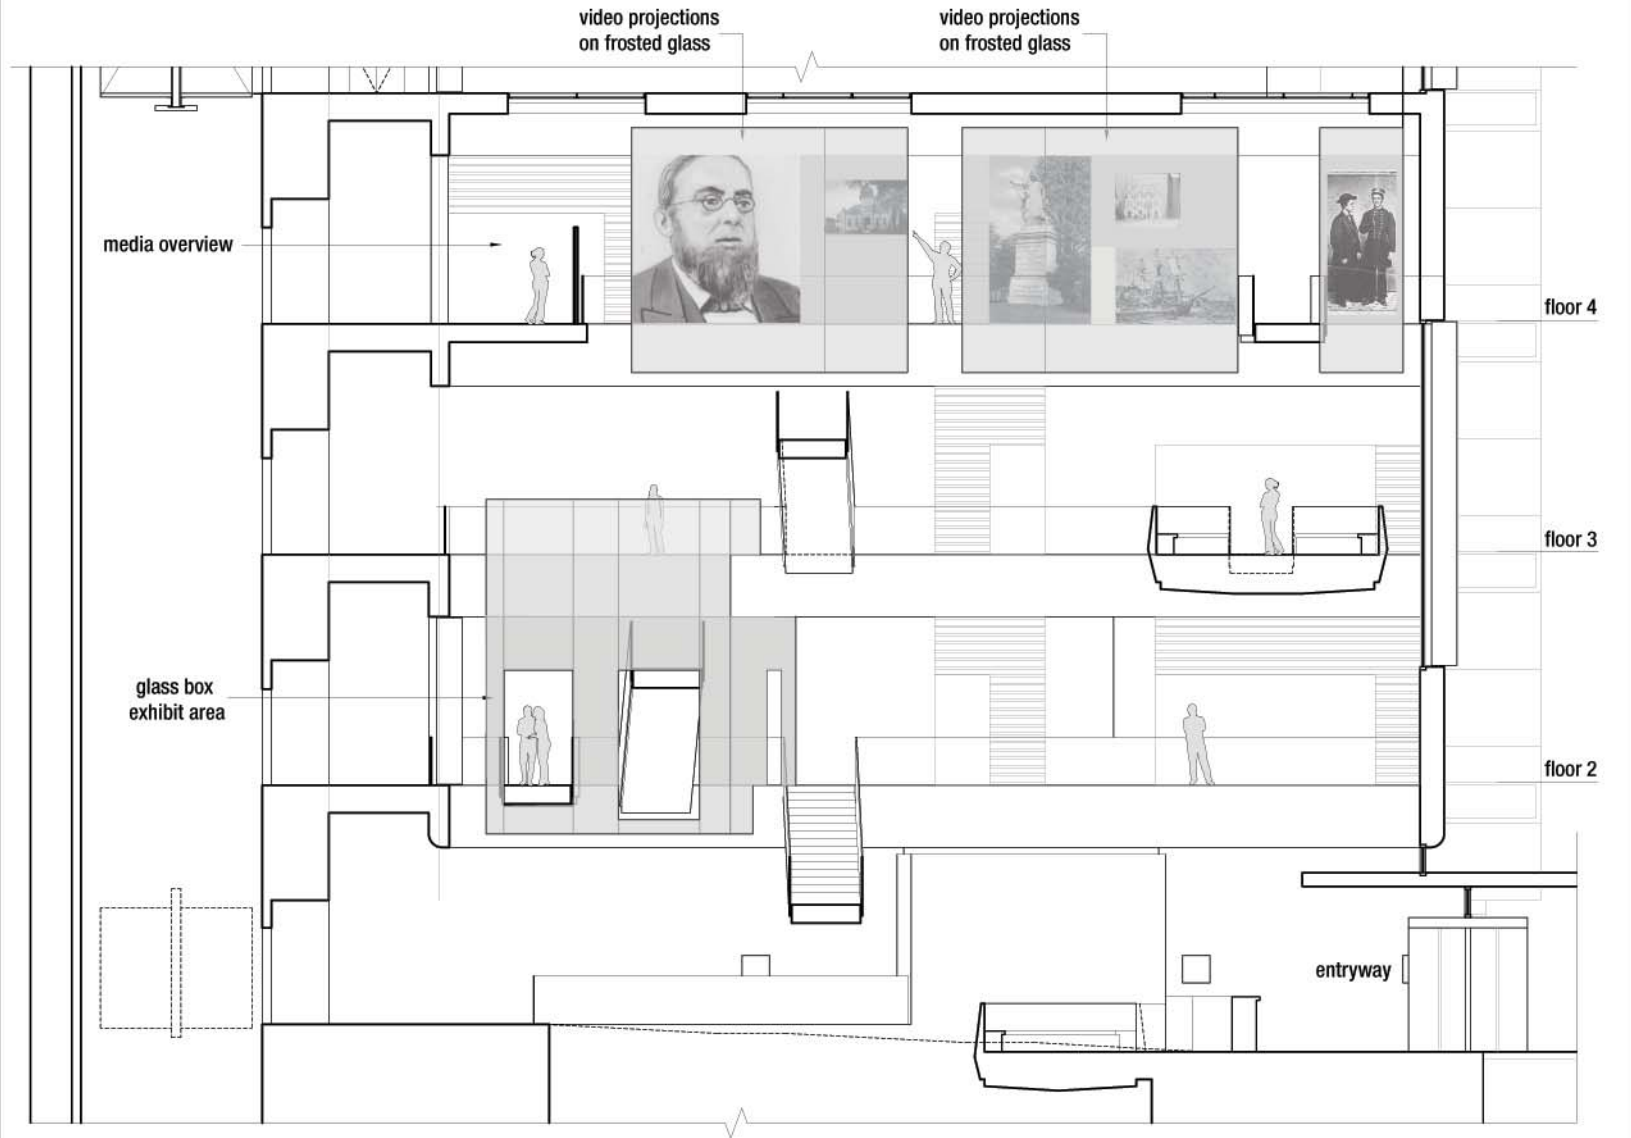 video projections
on frosted glass
video projections
on frosted glass
media overview
floor 4
floor 3
glass box
exhibit area
floor 2
entryway